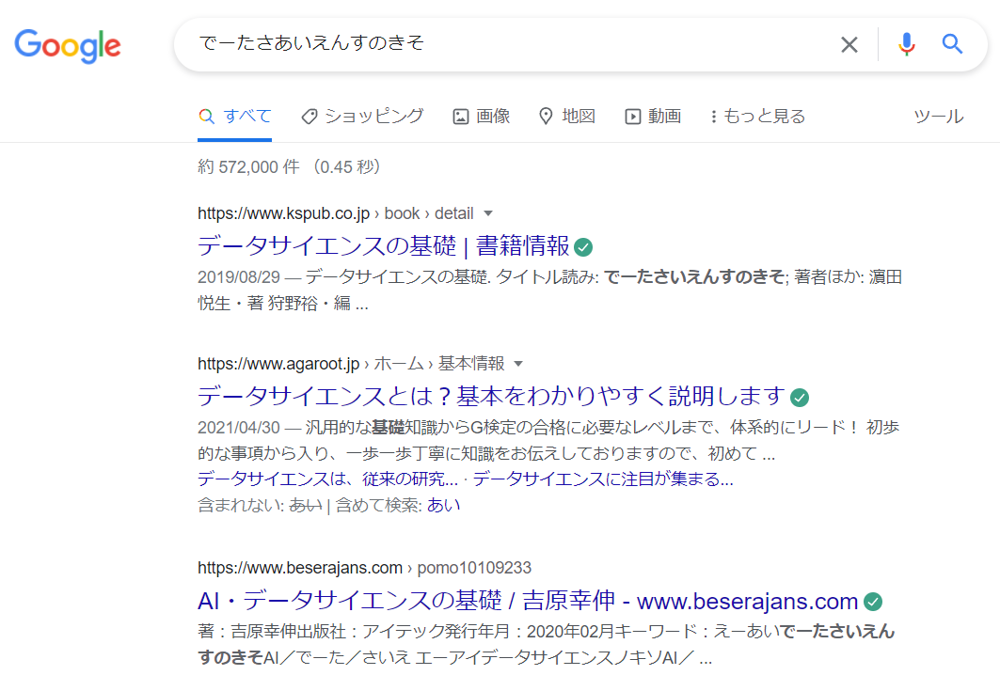 Google
でーたさあいえんすのきそ
すべて ショッピング 画像 地図 動画 もっと見る ツール
約 572,000 件 （0.45 秒）
https://www.kspub.co.jp › book › detail
データサイエンスの基礎 | 書籍情報
2019/08/29 — データサイエンスの基礎. タイトル読み: でーたさいえんすのきそ; 著者ほか: 濵田
悦生・著 狩野裕・編 ...
https://www.agaroot.jp › ホーム › 基本情報
データサイエンスとは？基本をわかりやすく説明します
2021/04/30 — 汎用的な基礎知識からG検定の合格に必要なレベルまで、体系的にリード！ 初歩
的な事項から入り、一歩一歩丁寧に知識をお伝えしておりますので、初めて ...
データサイエンスは、従来の研究... · データサイエンスに注目が集まる...
含まれない: あい | 含めて検索: あい
https://www.beserajans.com › pomo10109233
AI・データサイエンスの基礎 / 吉原幸伸 - www.beserajans.com
著：吉原幸伸出版社：アイテック発行年月：2020年02月キーワード：えーあいでーたさいえん
すのきそAI／でーた／さいえ エーアイデータサイエンスノキソAI／ ...